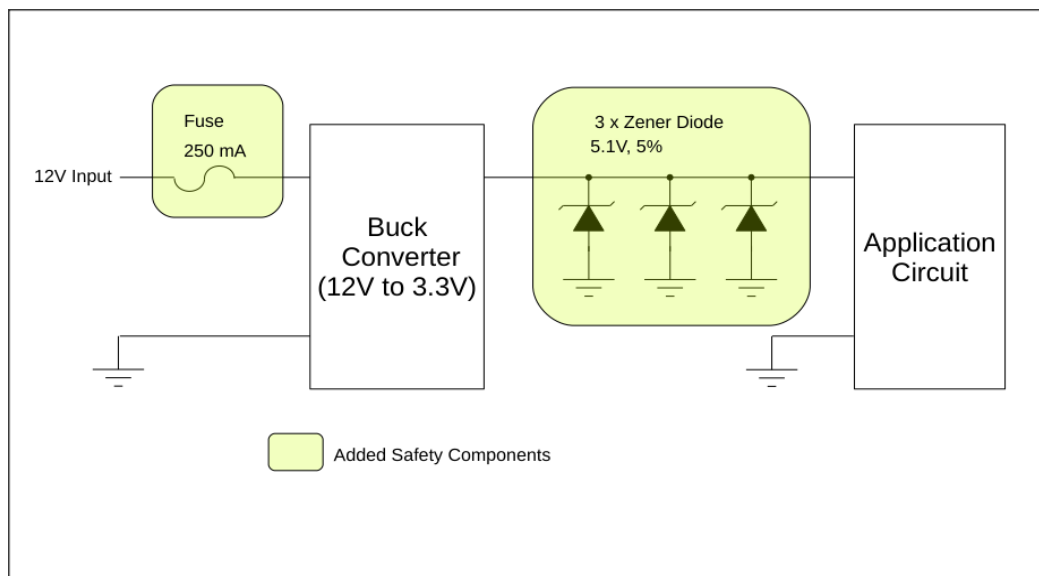 Fuse
250 mA
12V Input
Buck
Converter
(12V to 3.3V)
3 x Zener Diode
5.1V, 5%
Application
Circuit
Added Safety Components